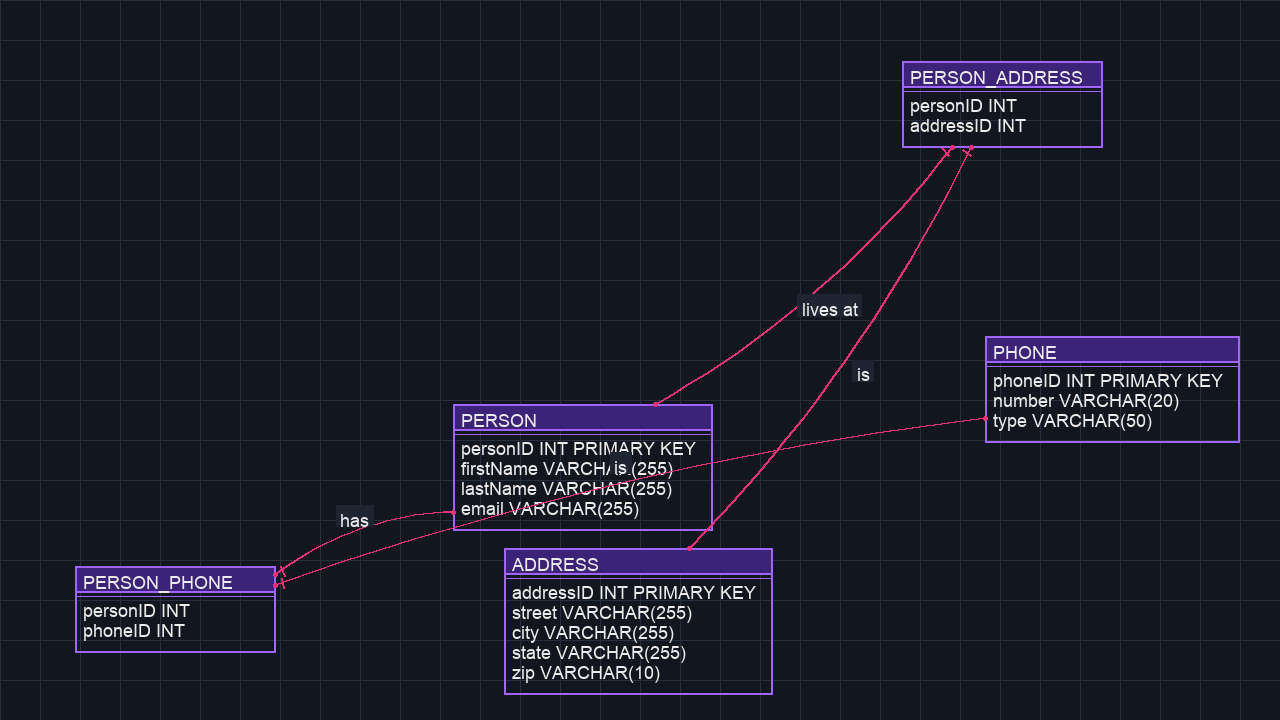 PERSON_ADDRESS
personID INT
addressID INT
lives at
is
PHONE
phoneID INT PRIMARY KEY
number VARCHAR(20)
type VARCHAR(50)
PERSON
personID INT PRIMARY KEY
firstName VARCHAR(255)
is
lastName VARCHAR(255)
email VARCHAR(255)
has
ADDRESS
addressID INT PRIMARY KEY
street VARCHAR(255)
city VARCHAR(255)
state VARCHAR(255)
zip VARCHAR(10)
PERSON_PHONE
personID INT
phoneID INT